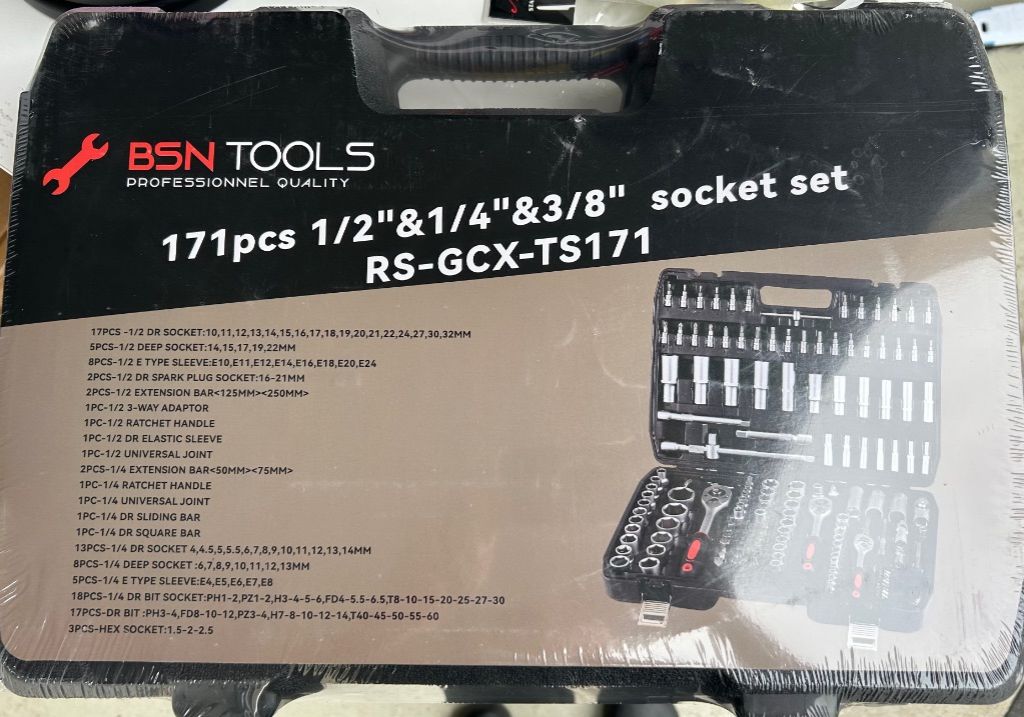 BSN TOOLS
PROFESSIONNEL QUALITY
171pcs 1/2"&1/4"&3/8" socket set
RS-GCX-TS171
17PCS -1/2 DR SOCKET:10,11,12,13,14,15,16,17,18,19,20,21,22,24,27,30,32MM
5PCS-1/2 DEEP SOCKET:14,15,17,19,22MM
8PCS-1/2 E TYPE SLEEVE:E10,E11,E12,E14,E16,E18,E20,E24
2PCS-1/2 DR SPARK PLUG SOCKET:16-21MM
2PCS-1/2 EXTENSION BAR<125MM><250MM>
1PC-1/2 3-WAY ADAPTOR
1PC-1/2 RATCHET HANDLE
1PC-1/2 DR ELASTIC SLEEVE
1PC-1/2 UNIVERSAL JOINT
2PCS-1/4 EXTENSION BAR<50MM><75MM>
1PC-1/4 RATCHET HANDLE
1PC-1/4 UNIVERSAL JOINT
1PC-1/4 DR SLIDING BAR
1PC-1/4 DR SQUARE BAR
13PCS-1/4 DR SOCKET 4,4.5,5,5.5,6,7,8,9,10,11,12,13,14MM
8PCS-1/4 DEEP SOCKET :6,7,8,9,10,11,12,13MM
5PCS-1/4 E TYPE SLEEVE:E4,E5,E6,E7,E8
18PCS-1/4 DR BIT SOCKET:PH1-2,PZ1-2,H3-4-5-6,FD4-5.5-6.5,T8-10-15-20-25-27-30
17PCS-DR BIT :PH3-4,FD8-10-12,PZ3-4,H7-8-10-12-14,T40-45-50-55-60
3PCS-HEX SOCKET:1.5-2-2.5